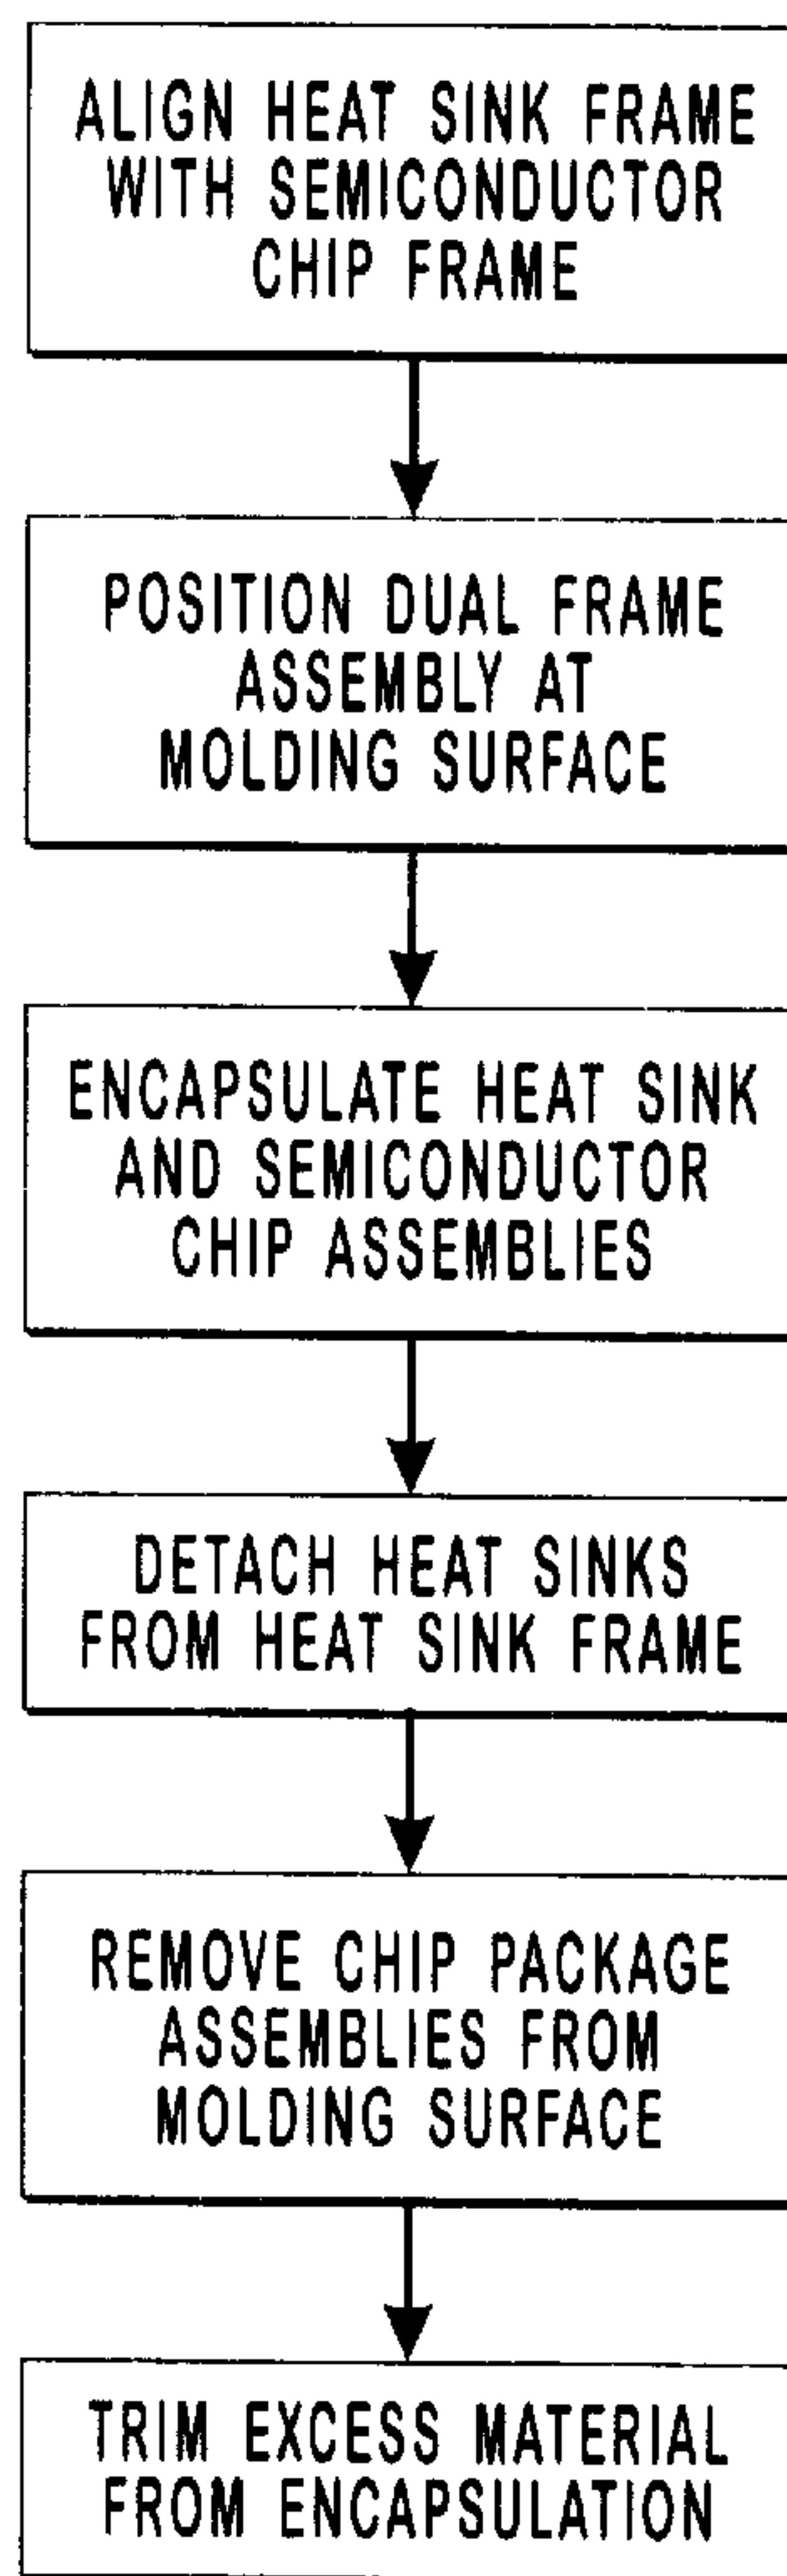 ALIGN HEAT SINK FRAME
WITH SEMICONDUCTOR
CHIP FRAME
POSITION DUAL FRAME
ASSEMBLY AT
MOLDING SURFACE
ENCAPSULATE HEAT SINK
AND SEMICONDUCTOR
CHIP ASSEMBLIES
DETACH HEAT SINKS
FROM HEAT SINK FRAME
REMOVE CHIP PACKAGE
ASSEMBLIES FROM
MOLDING SURFACE
TRIM EXCESS MATERIAL
FROM ENCAPSULATION